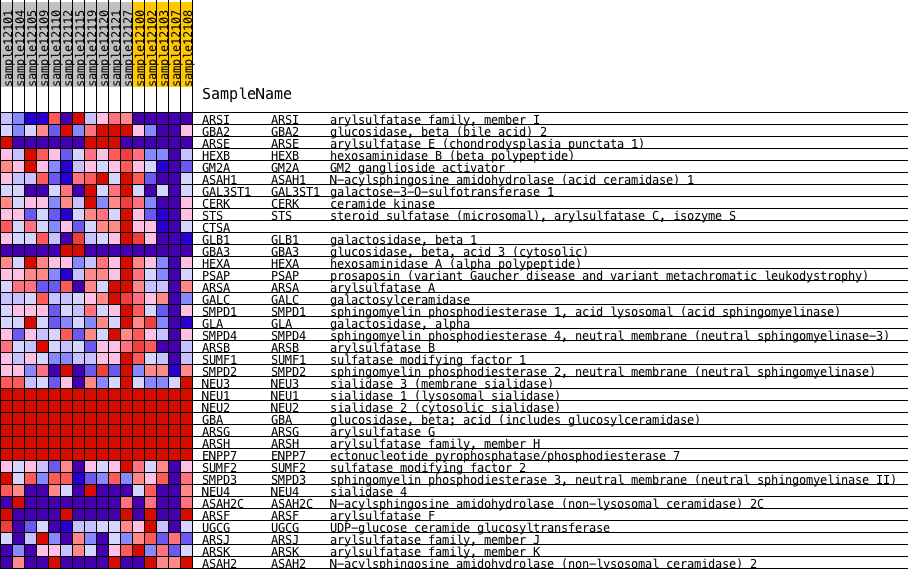 sample12101
sample12104
sample12105
sample12109
sample12110
sample12112
sample12115
sample12119
sample12120
sample12121
sample12127
sample12100
sample12102
sample12103
sample12107
sample12108
SampleName
ARSI ARSI arylsulfatase family, member I
GBA2 GBA2 glucosidase, beta (bile acid) 2
ARSE ARSE arylsulfatase E (chondrodysplasia punctata 1)
HEXB HEXB hexosaminidase B (beta polypeptide)
GM2A GM2A GM2 ganglioside activator
ASAH1 ASAH1 N-acylsphingosine amidohydrolase (acid ceramidase) 1
GAL3ST1 GAL3ST1 galactose-3-O-sulfotransferase 1
CERK CERK ceramide kinase
STS STS steroid sulfatase (microsomal), arylsulfatase C, isozyme S
CTSA
GLB1 GLB1 galactosidase, beta 1
GBA3 GBA3 glucosidase, beta, acid 3 (cytosolic)
HEXA HEXA hexosaminidase A (alpha polypeptide)
PSAP PSAP prosaposin (variant Gaucher disease and variant metachromatic leukodystrophy)
ARSA ARSA arylsulfatase A
GALC GALC galactosylceramidase
SMPD1 SMPD1 sphingomyelin phosphodiesterase 1, acid lysosomal (acid sphingomyelinase)
GLA GLA galactosidase, alpha
SMPD4 SMPD4 sphingomyelin phosphodiesterase 4, neutral membrane (neutral sphingomyelinase-3)
ARSB ARSB arylsulfatase B
SUMF1 SUMF1 sulfatase modifying factor 1
SMPD2 SMPD2 sphingomyelin phosphodiesterase 2, neutral membrane (neutral sphingomyelinase)
NEU3 NEU3 sialidase 3 (membrane sialidase)
NEU1 NEU1 sialidase 1 (lysosomal sialidase)
NEU2 NEU2 sialidase 2 (cytosolic sialidase)
GBA GBA glucosidase, beta; acid (includes glucosylceramidase)
ARSG ARSG arylsulfatase G
ARSH ARSH arylsulfatase family, member H
ENPP7 ENPP7 ectonucleotide pyrophosphatase/phosphodiesterase 7
SUMF2 SUMF2 sulfatase modifying factor 2
SMPD3 SMPD3 sphingomyelin phosphodiesterase 3, neutral membrane (neutral sphingomyelinase II)
NEU4 NEU4 sialidase 4
ASAH2C ASAH2C N-acylsphingosine amidohydrolase (non-lysosomal ceramidase) 2C
ARSF ARSF arylsulfatase F
UGCG UGCG UDP-glucose ceramide glucosyltransferase
ARSJ ARSJ arylsulfatase family, member J
ARSK ARSK arylsulfatase family, member K
ASAH2 ASAH2 N-acylsphingosine amidohydrolase (non-lysosomal ceramidase) 2